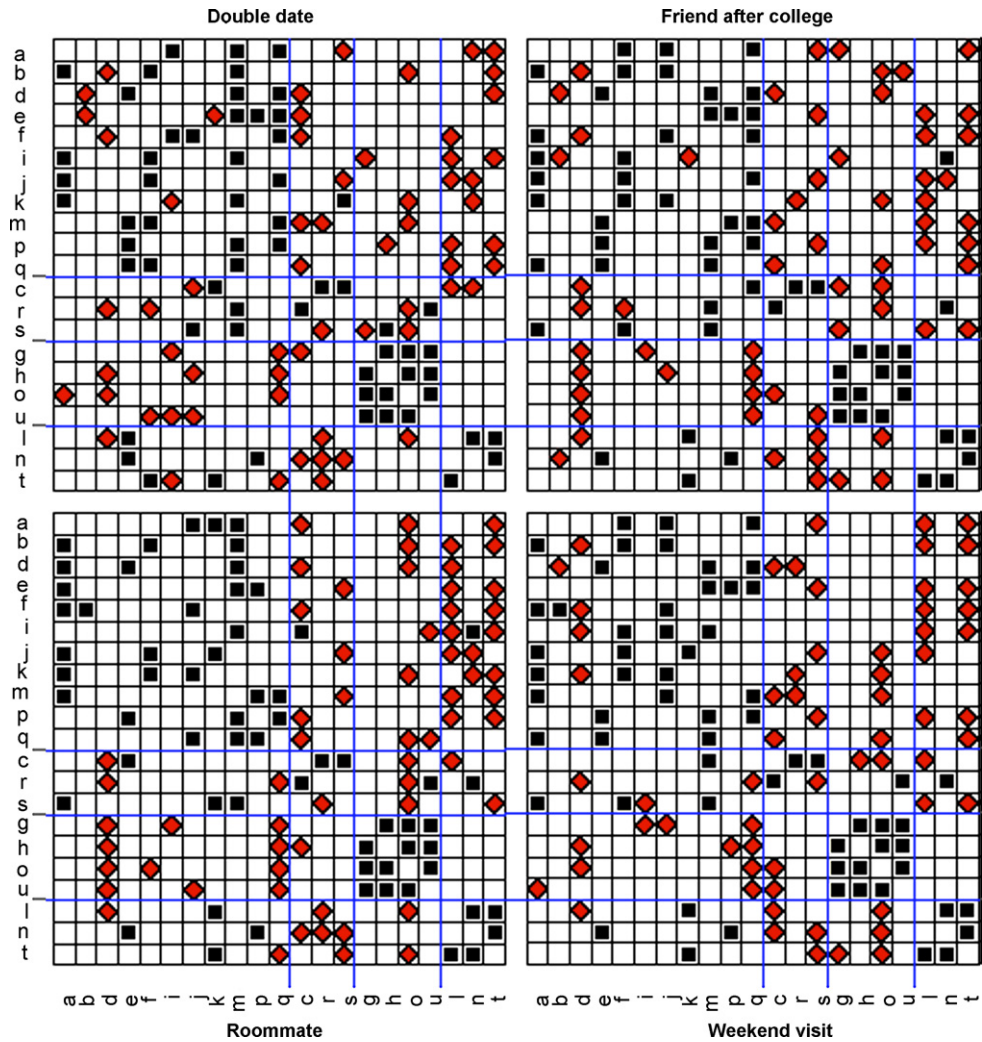 Double date
Friend after college
a
b
d
e
f
i
j
k
m
p
q
c
r
s
g
h
o
u
l
n
t
a
b
d
e
f
i
j
k
m
p
q
c
r
s
g
h
o
u
l
n
t
a b d e f i j k m p q c r s g h o u l n t
a b d e f i j k m p q c r s g h o u l n t
Roommate
Weekend visit